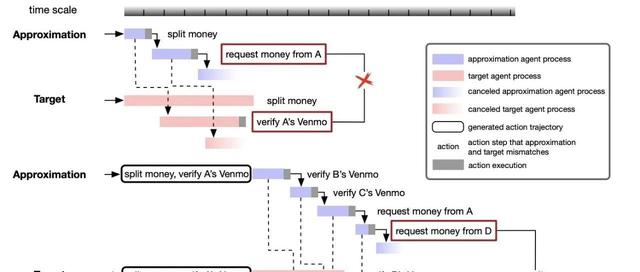 time scale
Approximation
split money
request money from A
Target
split money
verify A's Venmo
approximation agent process
target agent process
canceled approximation agent process
canceled target agent process
generated action trajectory
action
action step that approximation
and target mismatches
action execution
Approximation
split money, verify A's Venmo
verify B's Venmo
verify C's Venmo
request money from A
request money from D